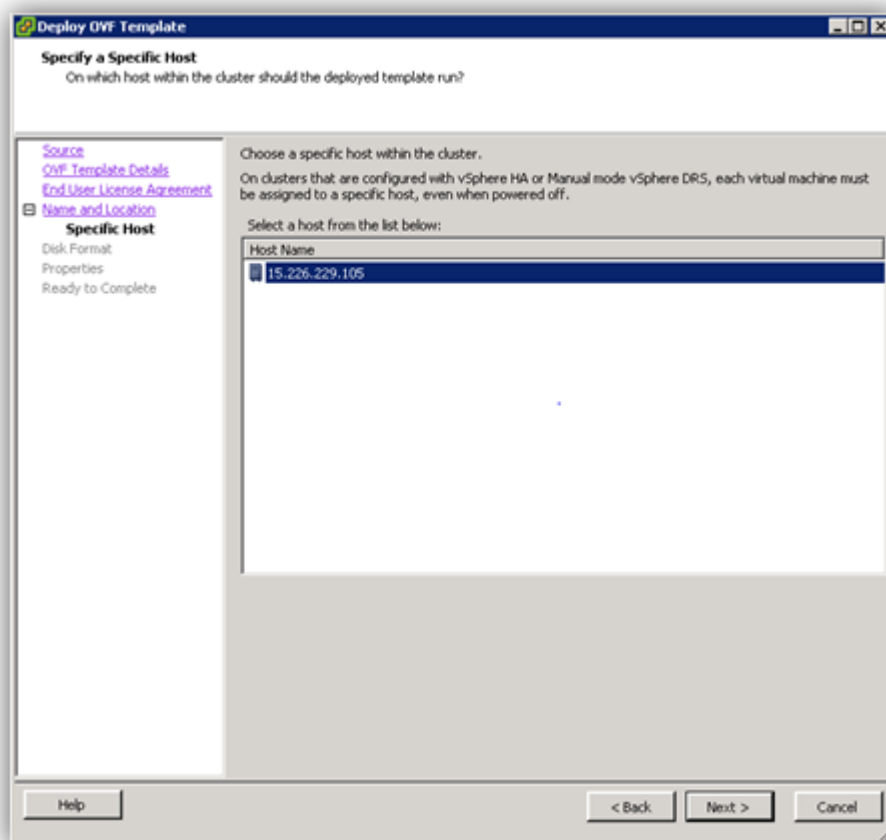 Deploy OVF Template
Specify a Specific Host
On which host within the cluster should the deployed template run?
Source
OVF Template Details
End User License Agreement
Name and Location
Specific Host
Disk Format
Properties
Ready to Complete
Choose a specific host within the cluster.
On clusters that are configured with vSphere HA or Manual mode vSphere DRS, each virtual machine must
be assigned to a specific host, even when powered off.
Select a host from the list below:
Host Name
15.226.229.105
Help
< Back
Next >
Cancel